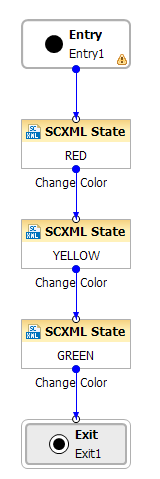 Entry
Entry1
SC XML SCXML State
RED
Change Color
SC XML SCXML State
YELLOW
Change Color
SC XML SCXML State
GREEN
Change Color
Exit
Exit1